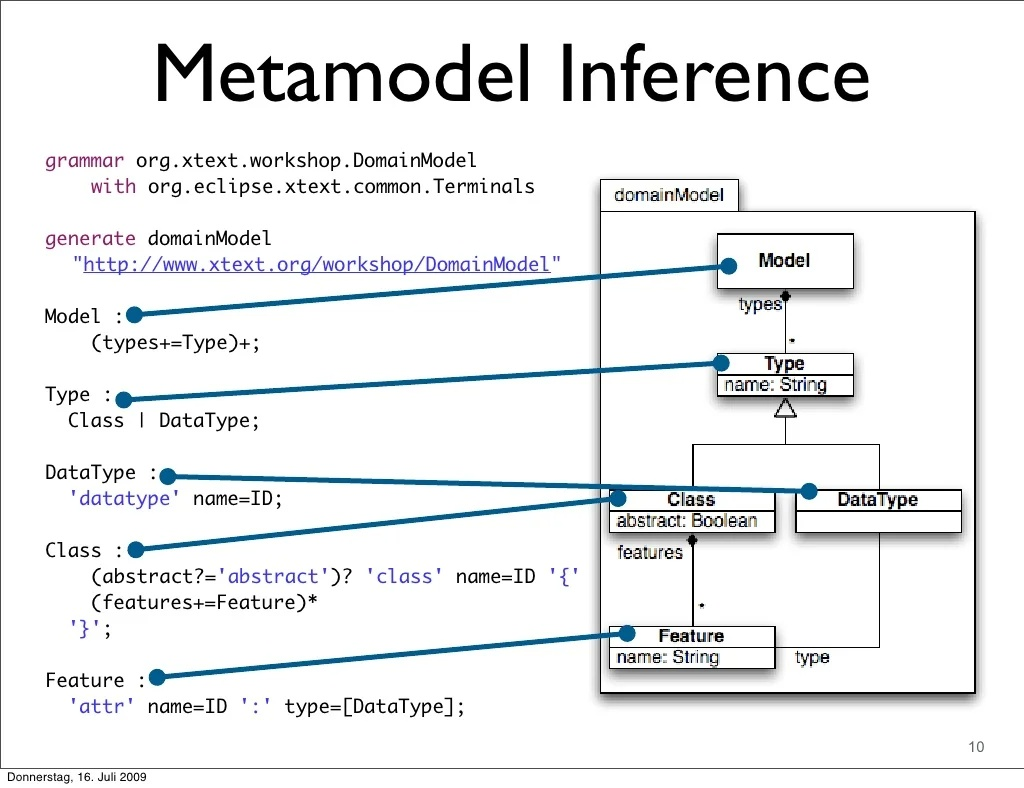 Metamodel Inference
grammar org.xtext.workshop.DomainModel
with org.eclipse.xtext.common.Terminals
generate domainModel
"http://www.xtext.org/workshop/DomainModel"
Model :
(types+=Type)+;
Type :
Class | DataType;
DataType :
'datatype' name=ID;
Class :
(abstract?='abstract')? 'class' name=ID '{'
(features+=Feature)*
'}';
Feature :
'attr' name=ID ':' type=[DataType];
domainModel
Model
types
*
Type
name: String
Class
abstract: Boolean
DataType
features
*
Feature
name: String
type
10
Donnerstag, 16. Juli 2009